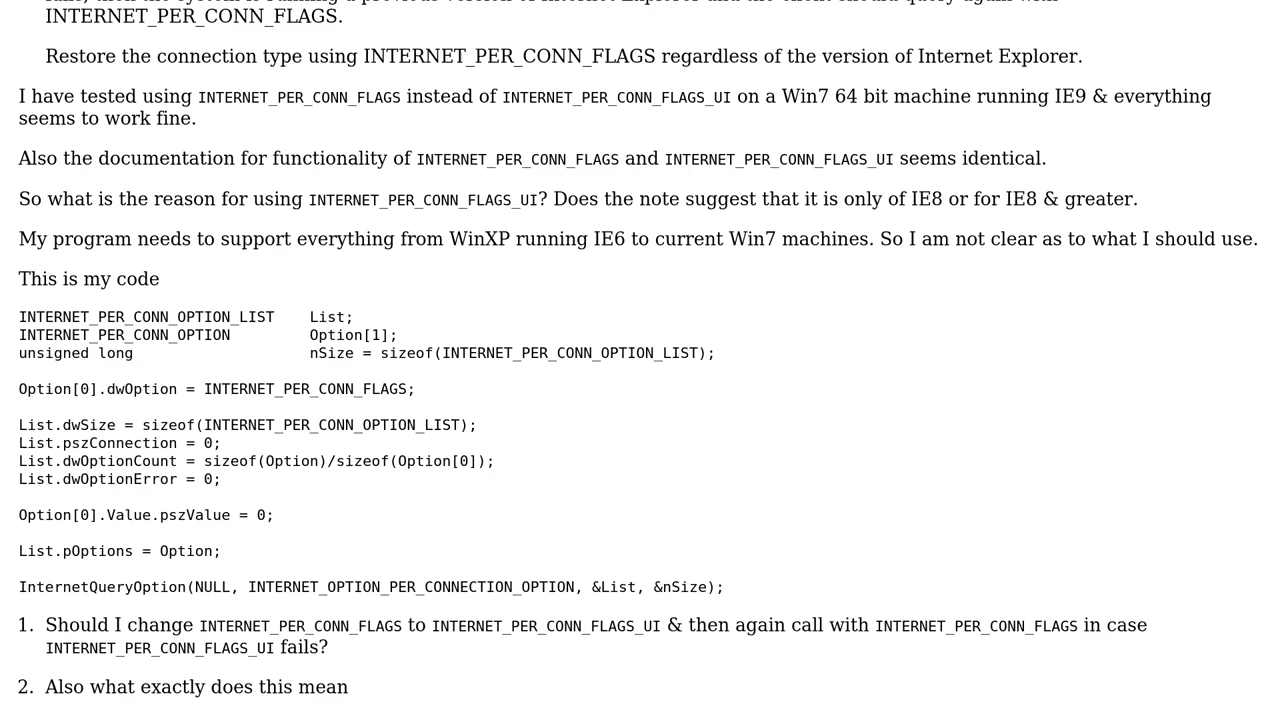 INTERNET_PER_CONN_FLAGS.
Restore the connection type using INTERNET_PER_CONN_FLAGS regardless of the version of Internet Explorer.
I have tested using INTERNET_PER_CONN_FLAGS instead of INTERNET_PER_CONN_FLAGS_UI on a Win7 64 bit machine running IE9 & everything
seems to work fine.
Also the documentation for functionality of INTERNET_PER_CONN_FLAGS and INTERNET_PER_CONN_FLAGS_UI seems identical.
So what is the reason for using INTERNET_PER_CONN_FLAGS_UI? Does the note suggest that it is only of IE8 or for IE8 & greater.
My program needs to support everything from WinXP running IE6 to current Win7 machines. So I am not clear as to what I should use.
This is my code
INTERNET_PER_CONN_OPTION_LIST    List;
INTERNET_PER_CONN_OPTION         Option[1];
unsigned long                    nSize = sizeof(INTERNET_PER_CONN_OPTION_LIST);
Option[0].dwOption = INTERNET_PER_CONN_FLAGS;
List.dwSize = sizeof(INTERNET_PER_CONN_OPTION_LIST);
List.pszConnection = 0;
List.dwOptionCount = sizeof(Option)/sizeof(Option[0]);
List.dwOptionError = 0;
Option[0].Value.pszValue = 0;
List.pOptions = Option;
InternetQueryOption(NULL, INTERNET_OPTION_PER_CONNECTION_OPTION, &List, &nSize);
1. Should I change INTERNET_PER_CONN_FLAGS to INTERNET_PER_CONN_FLAGS_UI & then again call with INTERNET_PER_CONN_FLAGS in case
INTERNET_PER_CONN_FLAGS_UI fails?
2. Also what exactly does this mean